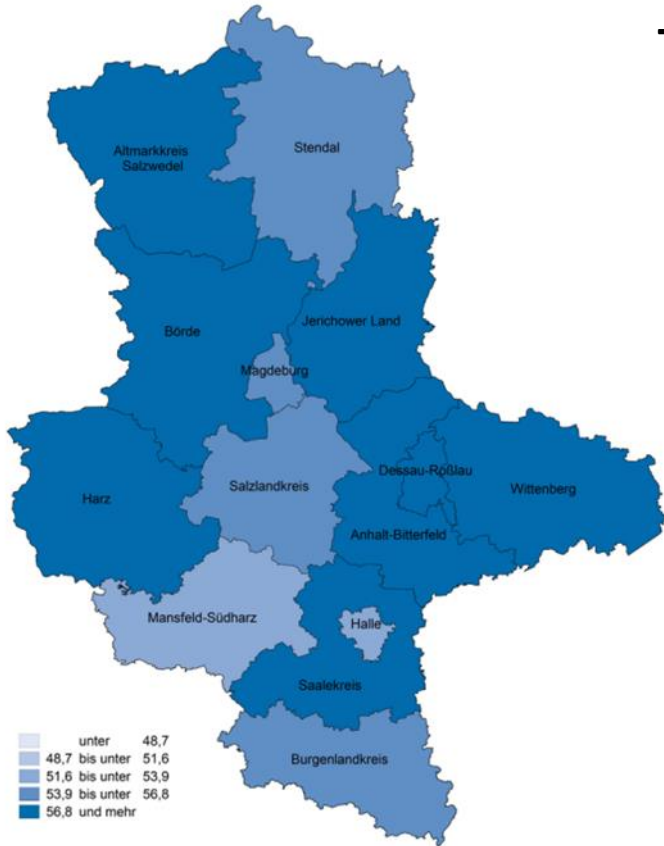 Stendal
Altmarkkreis
Salzwedel
Jerichower Land
Börde
Magdeburg
Dessau-Roßlau
Salzlandkreis
Wittenberg
Harz
Anhalt-Bitterfeld
Mansfeld-Südharz
Halle
Saalekreis
Burgenlandkreis
unter 48,7
48,7 bis unter 51,6
51,6 bis unter 53,9
53,9 bis unter 56,8
56,8 und mehr